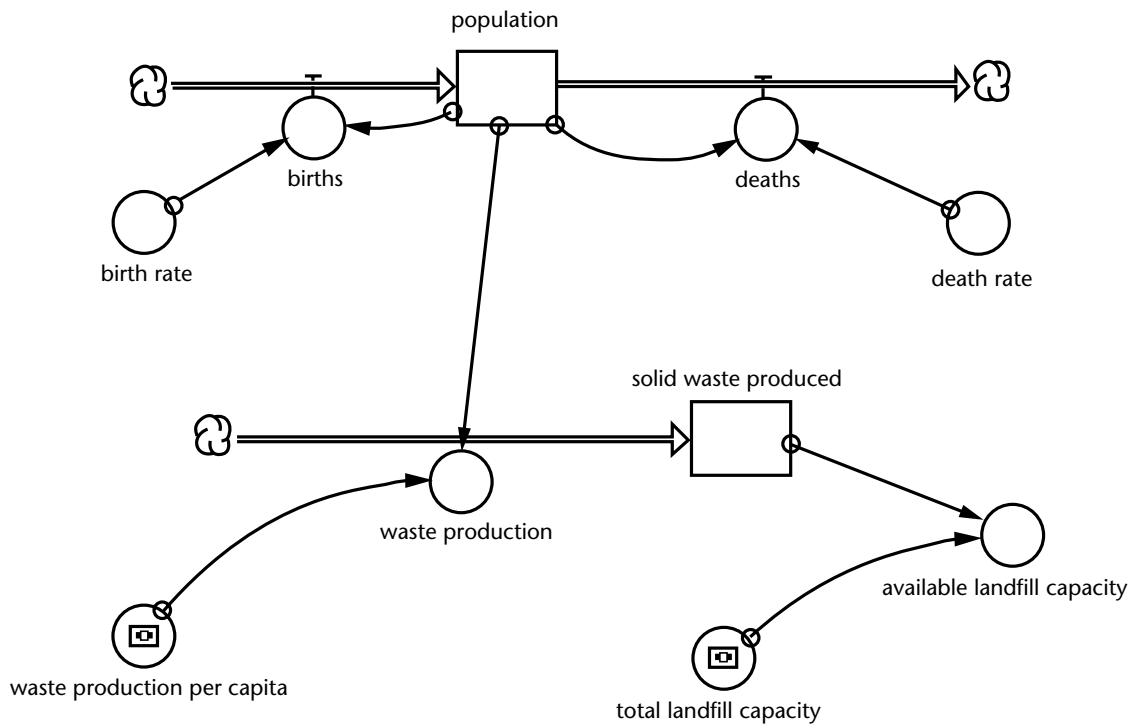 population
births
deaths
birth rate
death rate
solid waste produced
waste production
available landfill capacity
waste production per capita
total landfill capacity